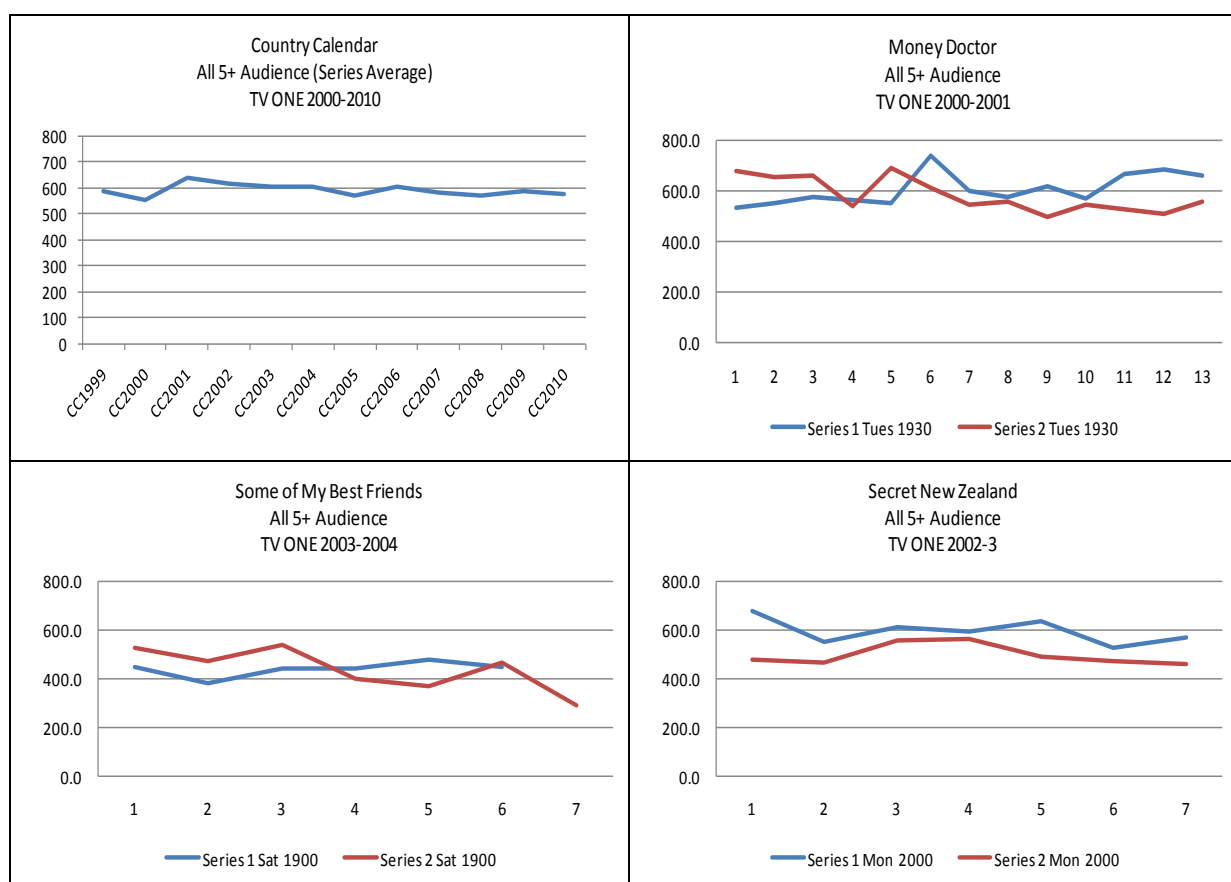 Country Calendar
All 5+ Audience (Series Average)
TV ONE 2000-2010
800
700
600
500
400
300
200
100
0
CC1999
CC2000
CC2001
CC2002
CC2003
CC2004
CC2005
CC2006
CC2007
CC2008
CC2009
CC2010
Money Doctor
All 5+ Audience
TV ONE 2000-2001
800.0
600.0
400.0
200.0
0.0
1 2 3 4 5 6 7 8 9 10 11 12 13
Series 1 Tues 1930 Series 2 Tues 1930
Some of My Best Friends
All 5+ Audience
TV ONE 2003-2004
800.0
600.0
400.0
200.0
0.0
1 2 3 4 5 6 7
Series 1 Sat 1900 Series 2 Sat 1900
Secret New Zealand
All 5+ Audience
TV ONE 2002-3
800.0
600.0
400.0
200.0
0.0
1 2 3 4 5 6 7
Series 1 Mon 2000 Series 2 Mon 2000